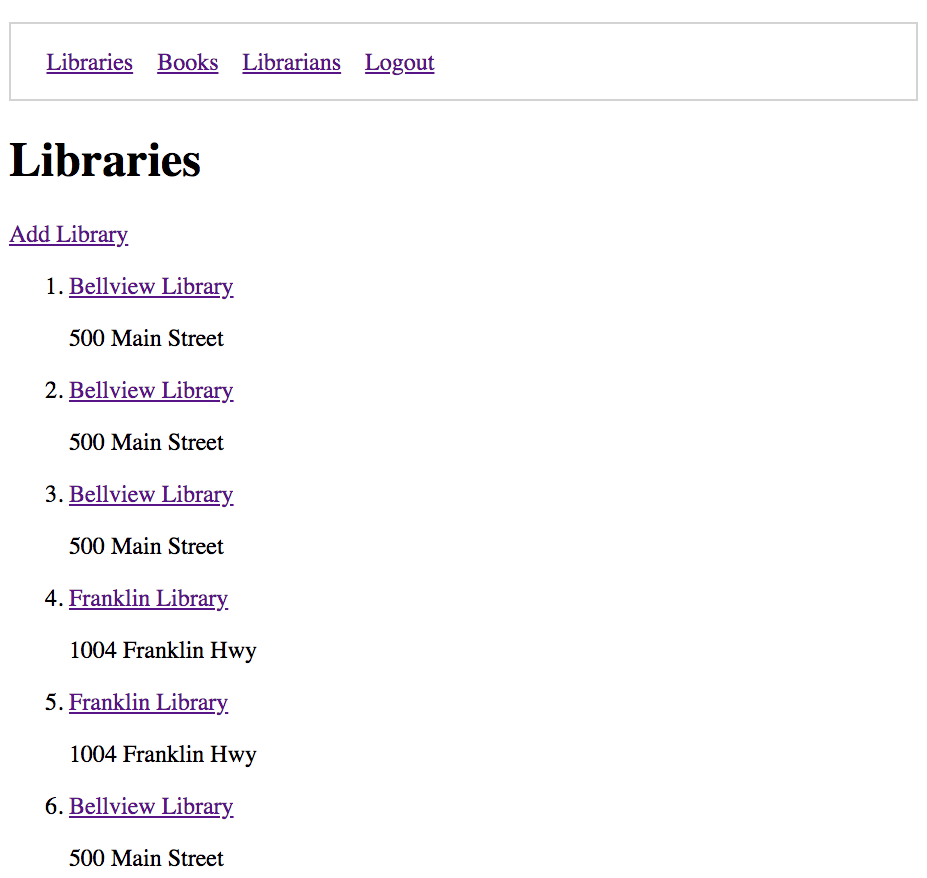 Libraries Books Librarians Logout
Libraries
Add Library
1. Bellview Library
500 Main Street
2. Bellview Library
500 Main Street
3. Bellview Library
500 Main Street
4. Franklin Library
1004 Franklin Hwy
5. Franklin Library
1004 Franklin Hwy
6. Bellview Library
500 Main Street